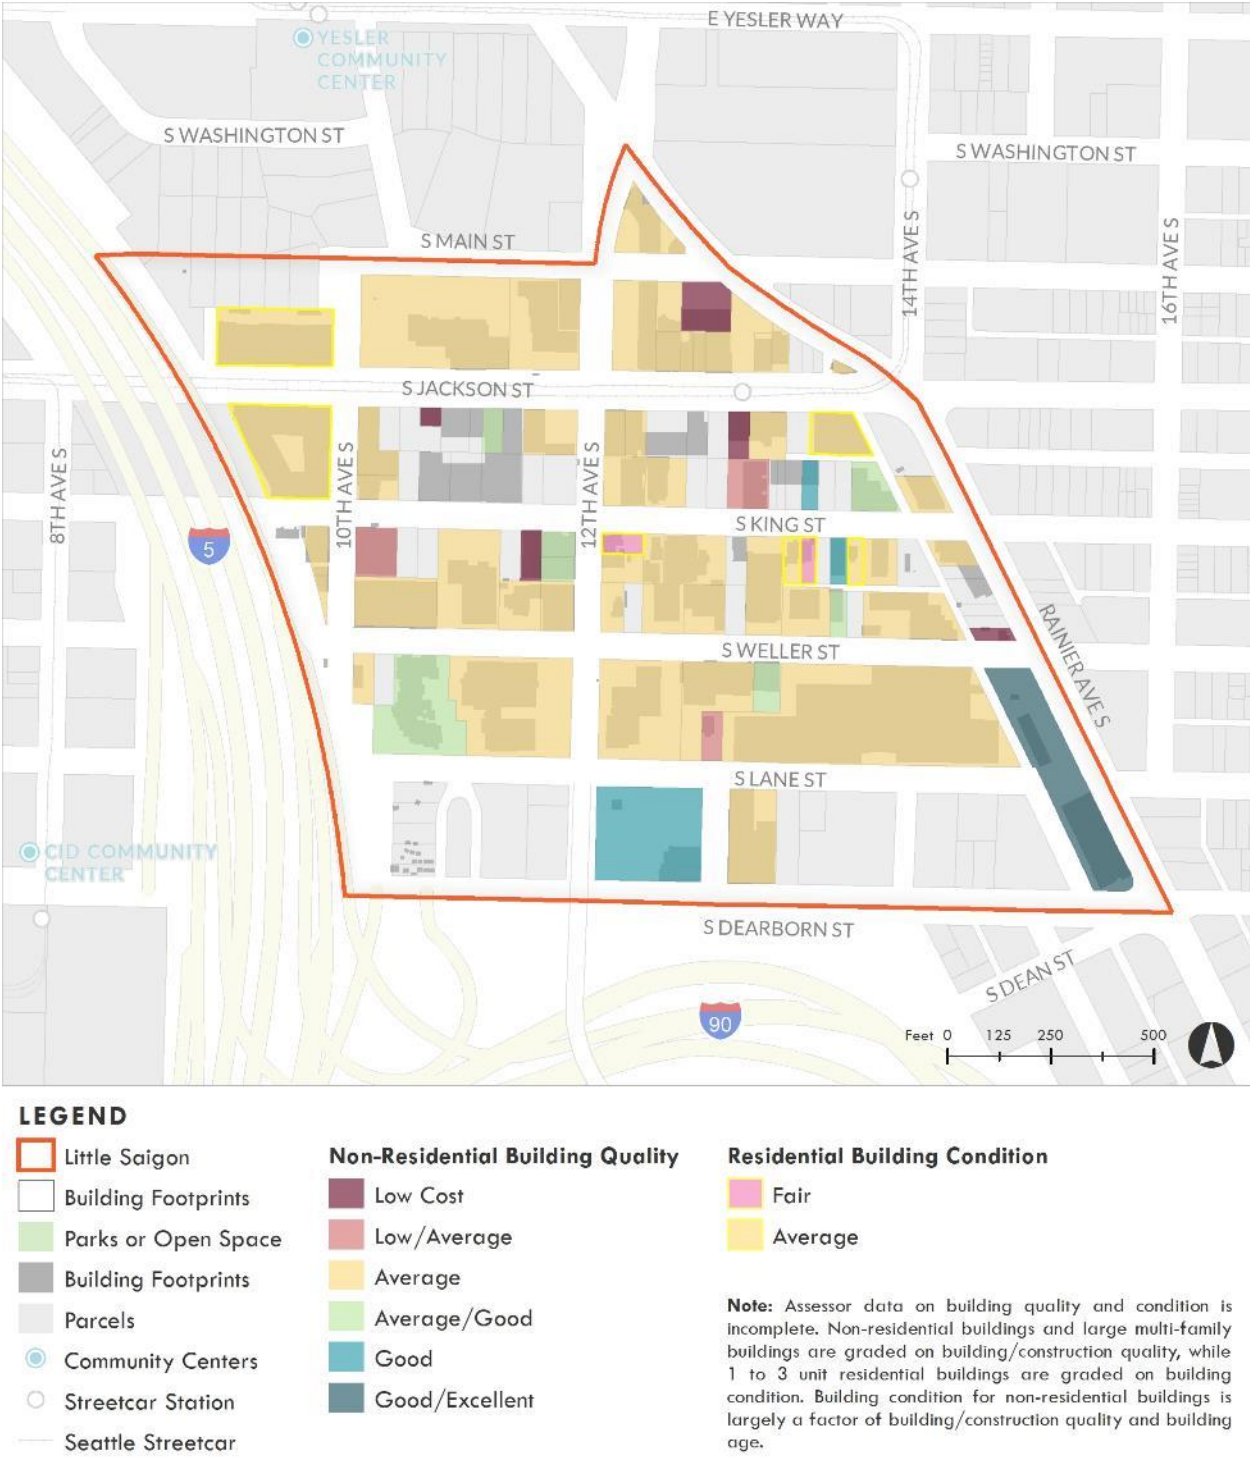 E YESLER WAY
YESLER
COMMUNITY
CENTER
S WASHINGTON ST
S WASHINGTON ST
S MAIN ST
14TH AVE S
16TH AVE S
S JACKSON ST
8TH AVE S
10TH AVE S
12TH AVE S
S KING ST
5
RAINIER AVE S
S WELLER ST
S LANE ST
CID COMMUNITY
CENTER
S DEARBORN ST
S DEAN ST
90
Feet 0 125 250 500
LEGEND
Little Saigon
Building Footprints
Parks or Open Space
Building Footprints
Parcels
Community Centers
Streetcar Station
Seattle Streetcar
Non-Residential Building Quality
Low Cost
Low/Average
Average
Average/Good
Good
Good/Excellent
Residential Building Condition
Fair
Average
Note: Assessor data on building quality and condition is
incomplete. Non-residential buildings and large multi-family
buildings are graded on building/construction quality, while
1 to 3 unit residential buildings are graded on building
condition. Building condition for non-residential buildings is
largely a factor of building/construction quality and building
age.